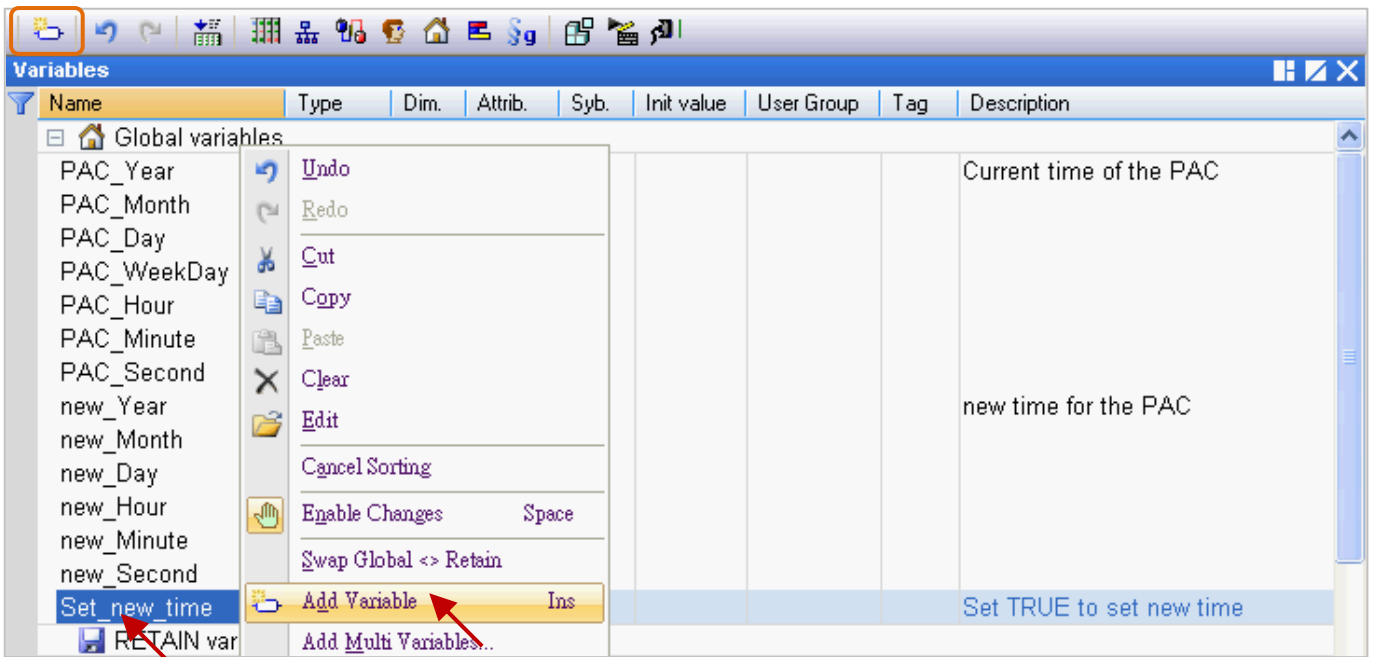 §g
Variables
Name Type Dim. Attrib. Syb. Init value User Group Tag Description
Global variables
PAC_Year Current time of the PAC
PAC_Month
PAC_Day
PAC_WeekDay
PAC_Hour
PAC_Minute
PAC_Second
new_Year new time for the PAC
new_Month
new_Day
new_Hour
new_Minute
new_Second
Set_new_time Set TRUE to set new time
RETAIN var
Undo
Redo
Cut
Copy
Paste
Clear
Edit
Cancel Sorting
Enable Changes Space
Swap Global <> Retain
Add Variable Ins
Add Multi Variables...